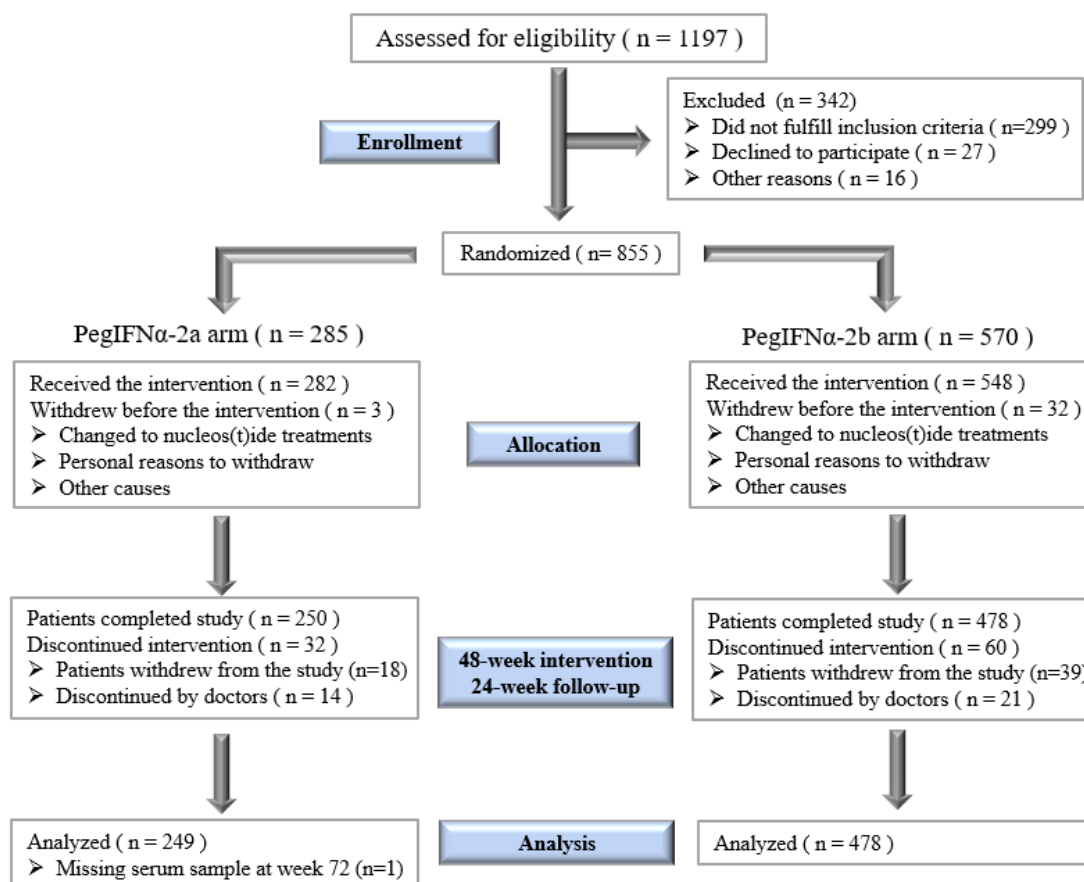 Assessed for eligibility ( n = 1197 )
Excluded (n = 342)
➤ Did not fulfill inclusion criteria ( n=299)
➤ Declined to participate ( n = 27 )
➤ Other reasons ( n = 16 )
Enrollment
Randomized ( n= 855 )
PegIFNα-2a arm ( n = 285 )
Received the intervention ( n = 282 )
Withdrew before the intervention ( n = 3 )
➤ Changed to nucleos(t)ide treatments
➤ Personal reasons to withdraw
➤ Other causes
PegIFNα-2b arm ( n = 570 )
Received the intervention ( n = 548 )
Withdrew before the intervention ( n = 32 )
➤ Changed to nucleos(t)ide treatments
➤ Personal reasons to withdraw
➤ Other causes
Allocation
Patients completed study ( n = 250 )
Discontinued intervention ( n = 32 )
➤ Patients withdrew from the study (n=18)
➤ Discontinued by doctors ( n = 14 )
48-week intervention
24-week follow-up
Patients completed study ( n = 478 )
Discontinued intervention ( n = 60 )
➤ Patients withdrew from the study (n=39)
➤ Discontinued by doctors ( n = 21 )
Analyzed ( n = 249 )
➤ Missing serum sample at week 72 (n=1)
Analysis
Analyzed ( n = 478 )